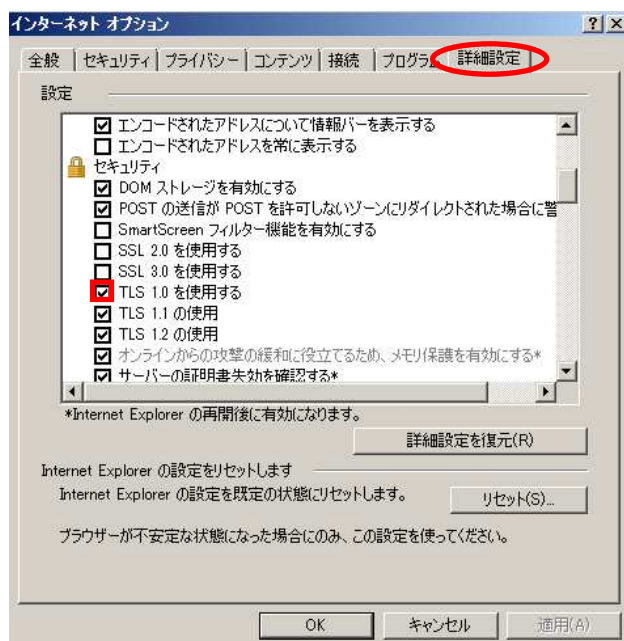 インターネット オプション
全般 セキュリティ プライバシー コンテンツ 接続 プログラム 詳細設定
設定
エンコードされたアドレスについて情報バーを表示する
エンコードされたアドレスを常に表示する
セキュリティ
DOM ストレージを有効にする
POST の送信が POST を許可しないゾーンにリダイレクトされた場合に警
SmartScreen フィルター機能を有効にする
SSL 2.0 を使用する
SSL 3.0 を使用する
TLS 1.0 を使用する
TLS 1.1 の使用
TLS 1.2 の使用
オンラインからの攻撃の緩和に役立てるため、メモリ保護を有効にする*
サーバーの証明書失効を確認する*
*Internet Explorer の再開後に有効になります。
詳細設定を復元(R)
Internet Explorer の設定をリセットします
Internet Explorer の設定を既定の状態にリセットします。
リセット(S)...
ブラウザーが不安定な状態になった場合にのみ、この設定を使ってください。
OK キャンセル 適用(A)